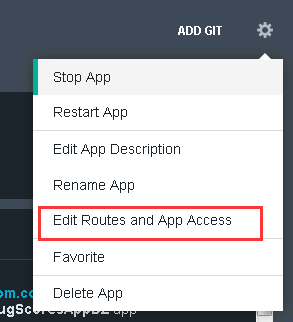 ADD GIT
Stop App
Restart App
Edit App Description
Rename App
Edit Routes and App Access
Favorite
Delete App